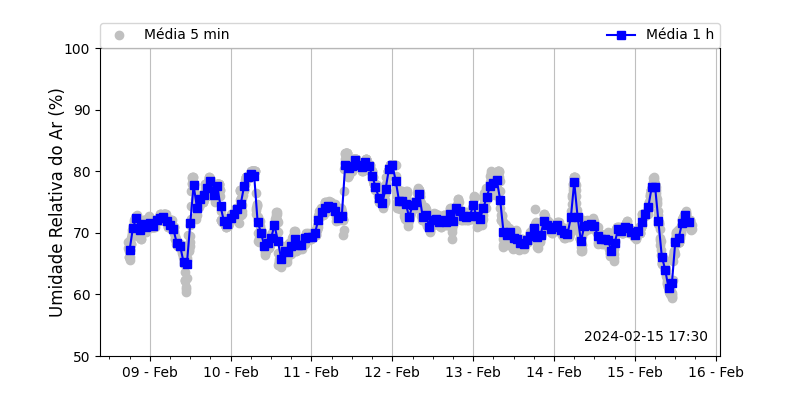 Média 5 min
Média 1 h
Umidade Relativa do Ar (%)
100
90
80
70
60
50
2024-02-15 17:30
09 - Feb
10 - Feb
11 - Feb
12 - Feb
13 - Feb
14 - Feb
15 - Feb
16 - Feb